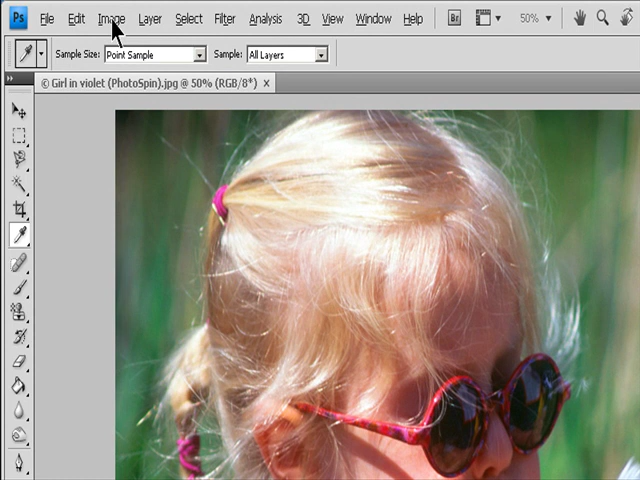 Ps File Edit Image Layer Select Filter Analysis 3D View Window Help Br 50%
Sample Size: Point Sample Sample: All Layers
© Girl in violet (PhotoSpin).jpg @ 50% (RGB/8*) x